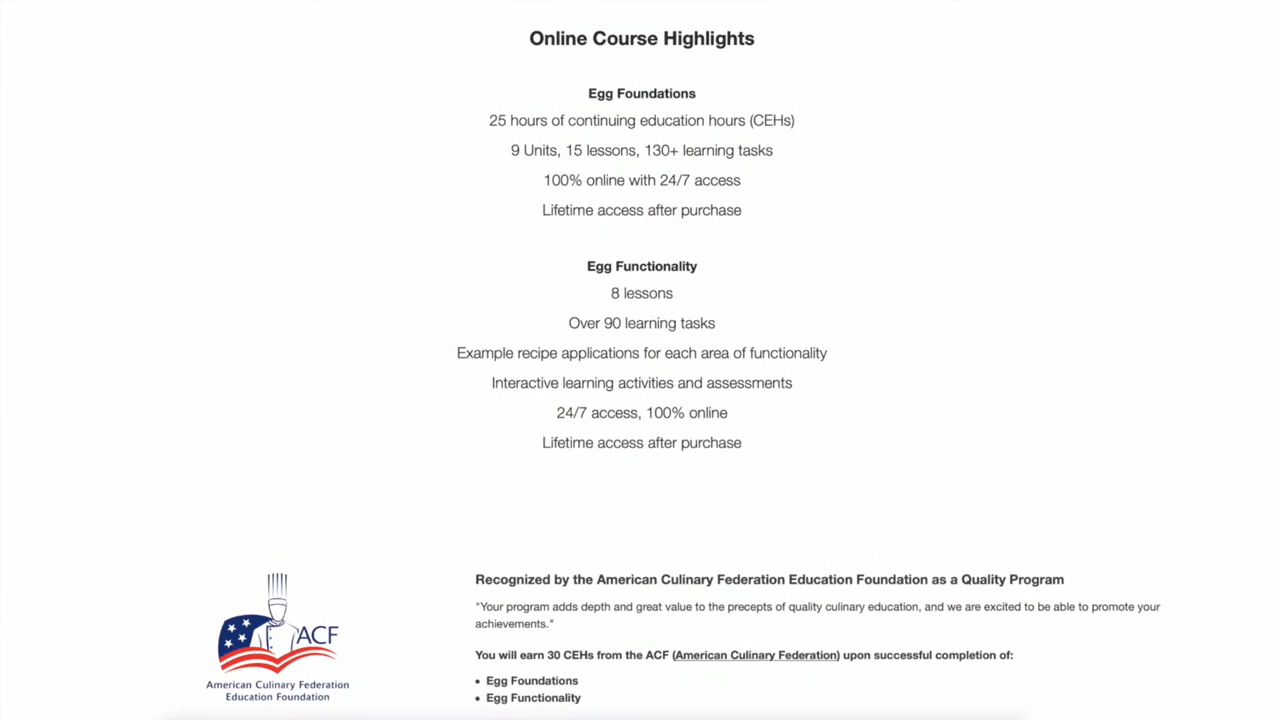 Online Course Highlights
Egg Foundations
25 hours of continuing education hours (CEHs)
9 Units, 15 lessons, 130+ learning tasks
100% online with 24/7 access
Lifetime access after purchase
Egg Functionality
8 lessons
Over 90 learning tasks
Example recipe applications for each area of functionality
Interactive learning activities and assessments
24/7 access, 100% online
Lifetime access after purchase
ACF
American Culinary Federation
Education Foundation
Recognized by the American Culinary Federation Education Foundation as a Quality Program
"Your program adds depth and great value to the precepts of quality culinary education, and we are excited to be able to promote your
achievements."
You will earn 30 CEHs from the ACF (American Culinary Federation) upon successful completion of:
• Egg Foundations
• Egg Functionality